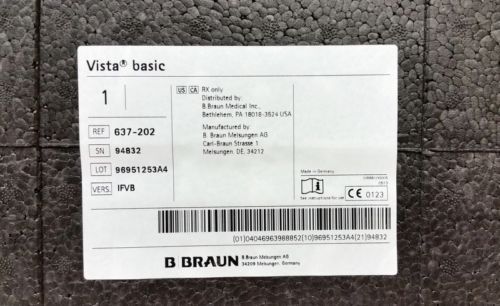 Vista® basic
1
US CA RX only
Distributed by:
B.Braun Medical Inc.,
Bethlehem, PA 18018-3524 USA
REF 637-202
Manufactured by:
B. Braun Melsungen AG
Carl-Braun Strasse 1
Melsungen, DE, 34212
SN 94832
LOT 96951253A4
VERS. IFVB
Made in Germany
See instructions for use
CE 0123
(01)04046963988852(10)96951253A4(21)94832
B BRAUN
B Braun Melsungen AG
34209 Melsungen, Germany